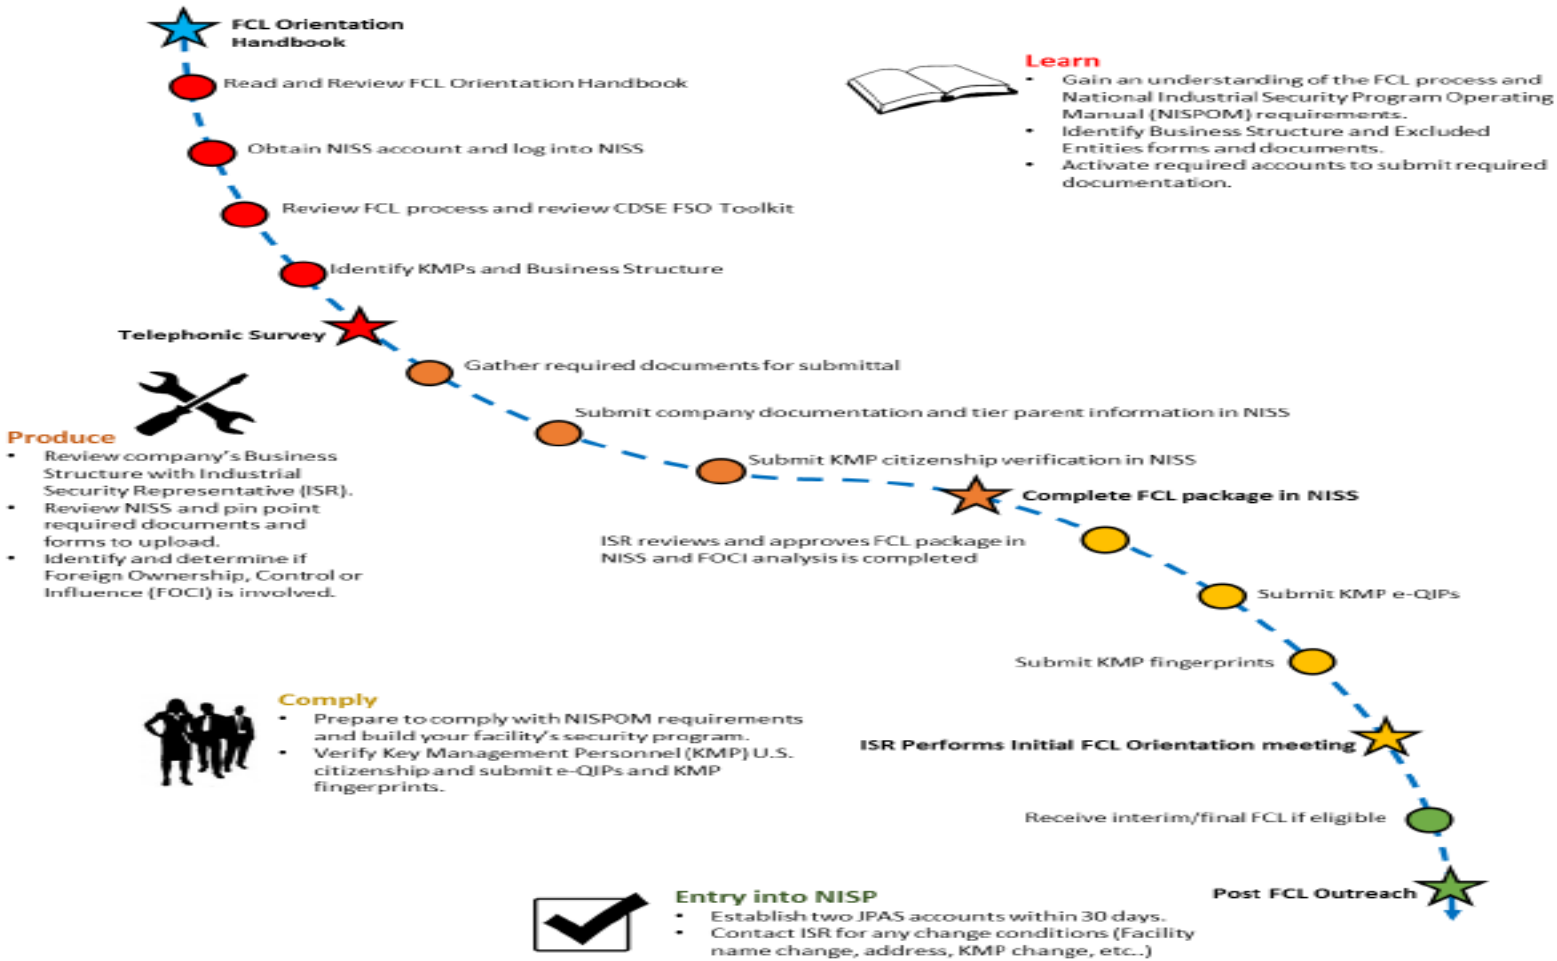 FCL Orientation
Handbook
Read and Review FCL Orientation Handbook
Learn
• Gain an understanding of the FCL process and
National Industrial Security Program Operating
Manual (NISPOM) requirements.
• Identify Business Structure and Excluded
Entities forms and documents.
• Activate required accounts to submit required
documentation.
Obtain NISS account and log into NISS
Review FCL process and review CDSE FSO Toolkit
Identify KMPs and Business Structure
Telephonic Survey
Gather required documents for submittal
Submit company documentation and tier parent information in NISS
Submit KMP citizenship verification in NISS
Produce
• Review company's Business
Structure with Industrial
Security Representative (ISR).
• Review NISS and pin point
required documents and
forms to upload.
• Identify and determine if
Foreign Ownership, Control or
Influence (FOCI) is involved.
Complete FCL package in NISS
ISR reviews and approves FCL package in
NISS and FOCI analysis is completed
Submit KMP e-QIPs
Submit KMP fingerprints
Comply
• Prepare to comply with NISPOM requirements
and build your facility's security program.
• Verify Key Management Personnel (KMP) U.S.
citizenship and submit e-QIPs and KMP
fingerprints.
ISR Performs Initial FCL Orientation meeting
Receive interim/final FCL if eligible
Post FCL Outreach
Entry into NISP
• Establish two JPAS accounts within 30 days.
• Contact ISR for any change conditions (Facility
name change, address, KMP change, etc..)